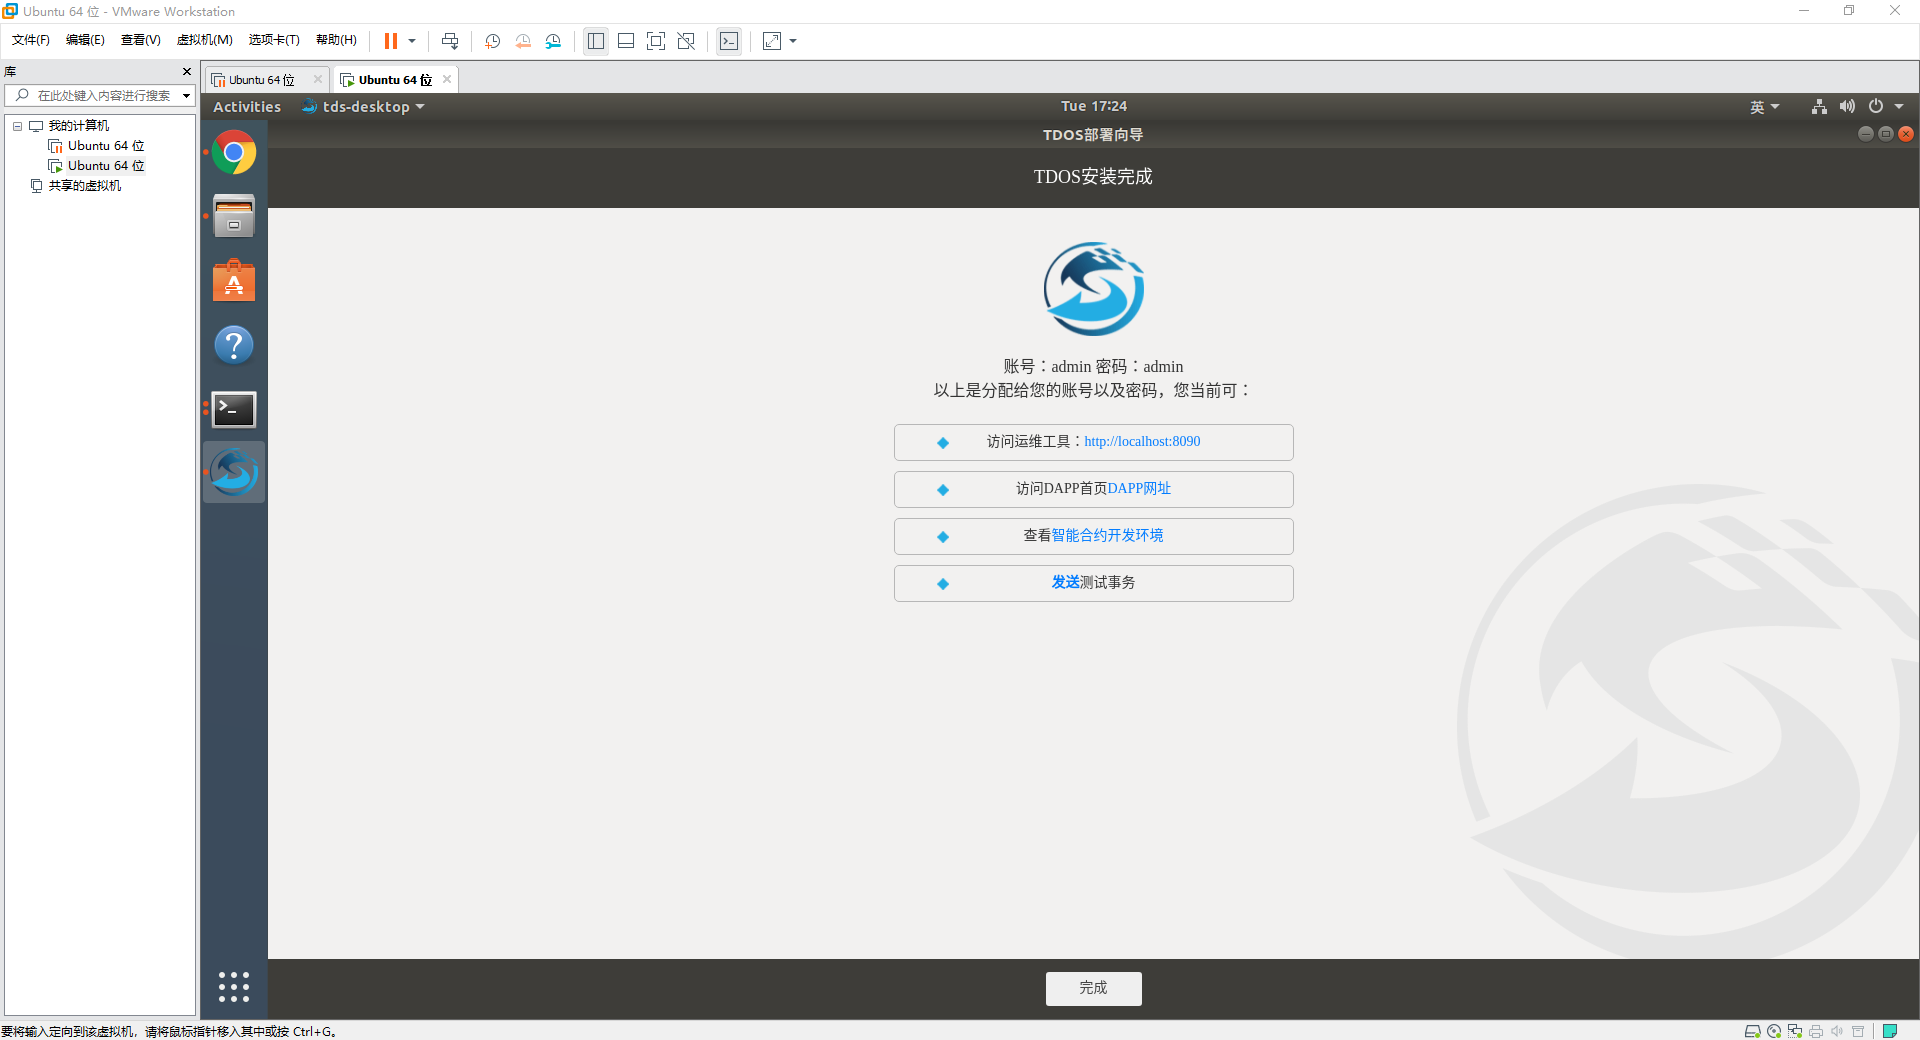 Ubuntu 64 位 - VMware Workstation
文件(F) 编辑(E) 查看(V) 虚拟机(M) 选项卡(T) 帮助(H)
库
在此处键入内容进行搜索
我的计算机
Ubuntu 64 位
Ubuntu 64 位
共享的虚拟机
Ubuntu 64 位
Ubuntu 64 位
Activities tds-desktop Tue 17:24 英
TDOS部署向导
TDOS安装完成
账号：admin 密码：admin
以上是分配给您的账号以及密码，您当前可：
访问运维工具：http://localhost:8090
访问DAPP首页DAPP网址
查看智能合约开发环境
发送测试事务
完成
要将输入定向到该虚拟机，请将鼠标指针移入其中或按 Ctrl+G。